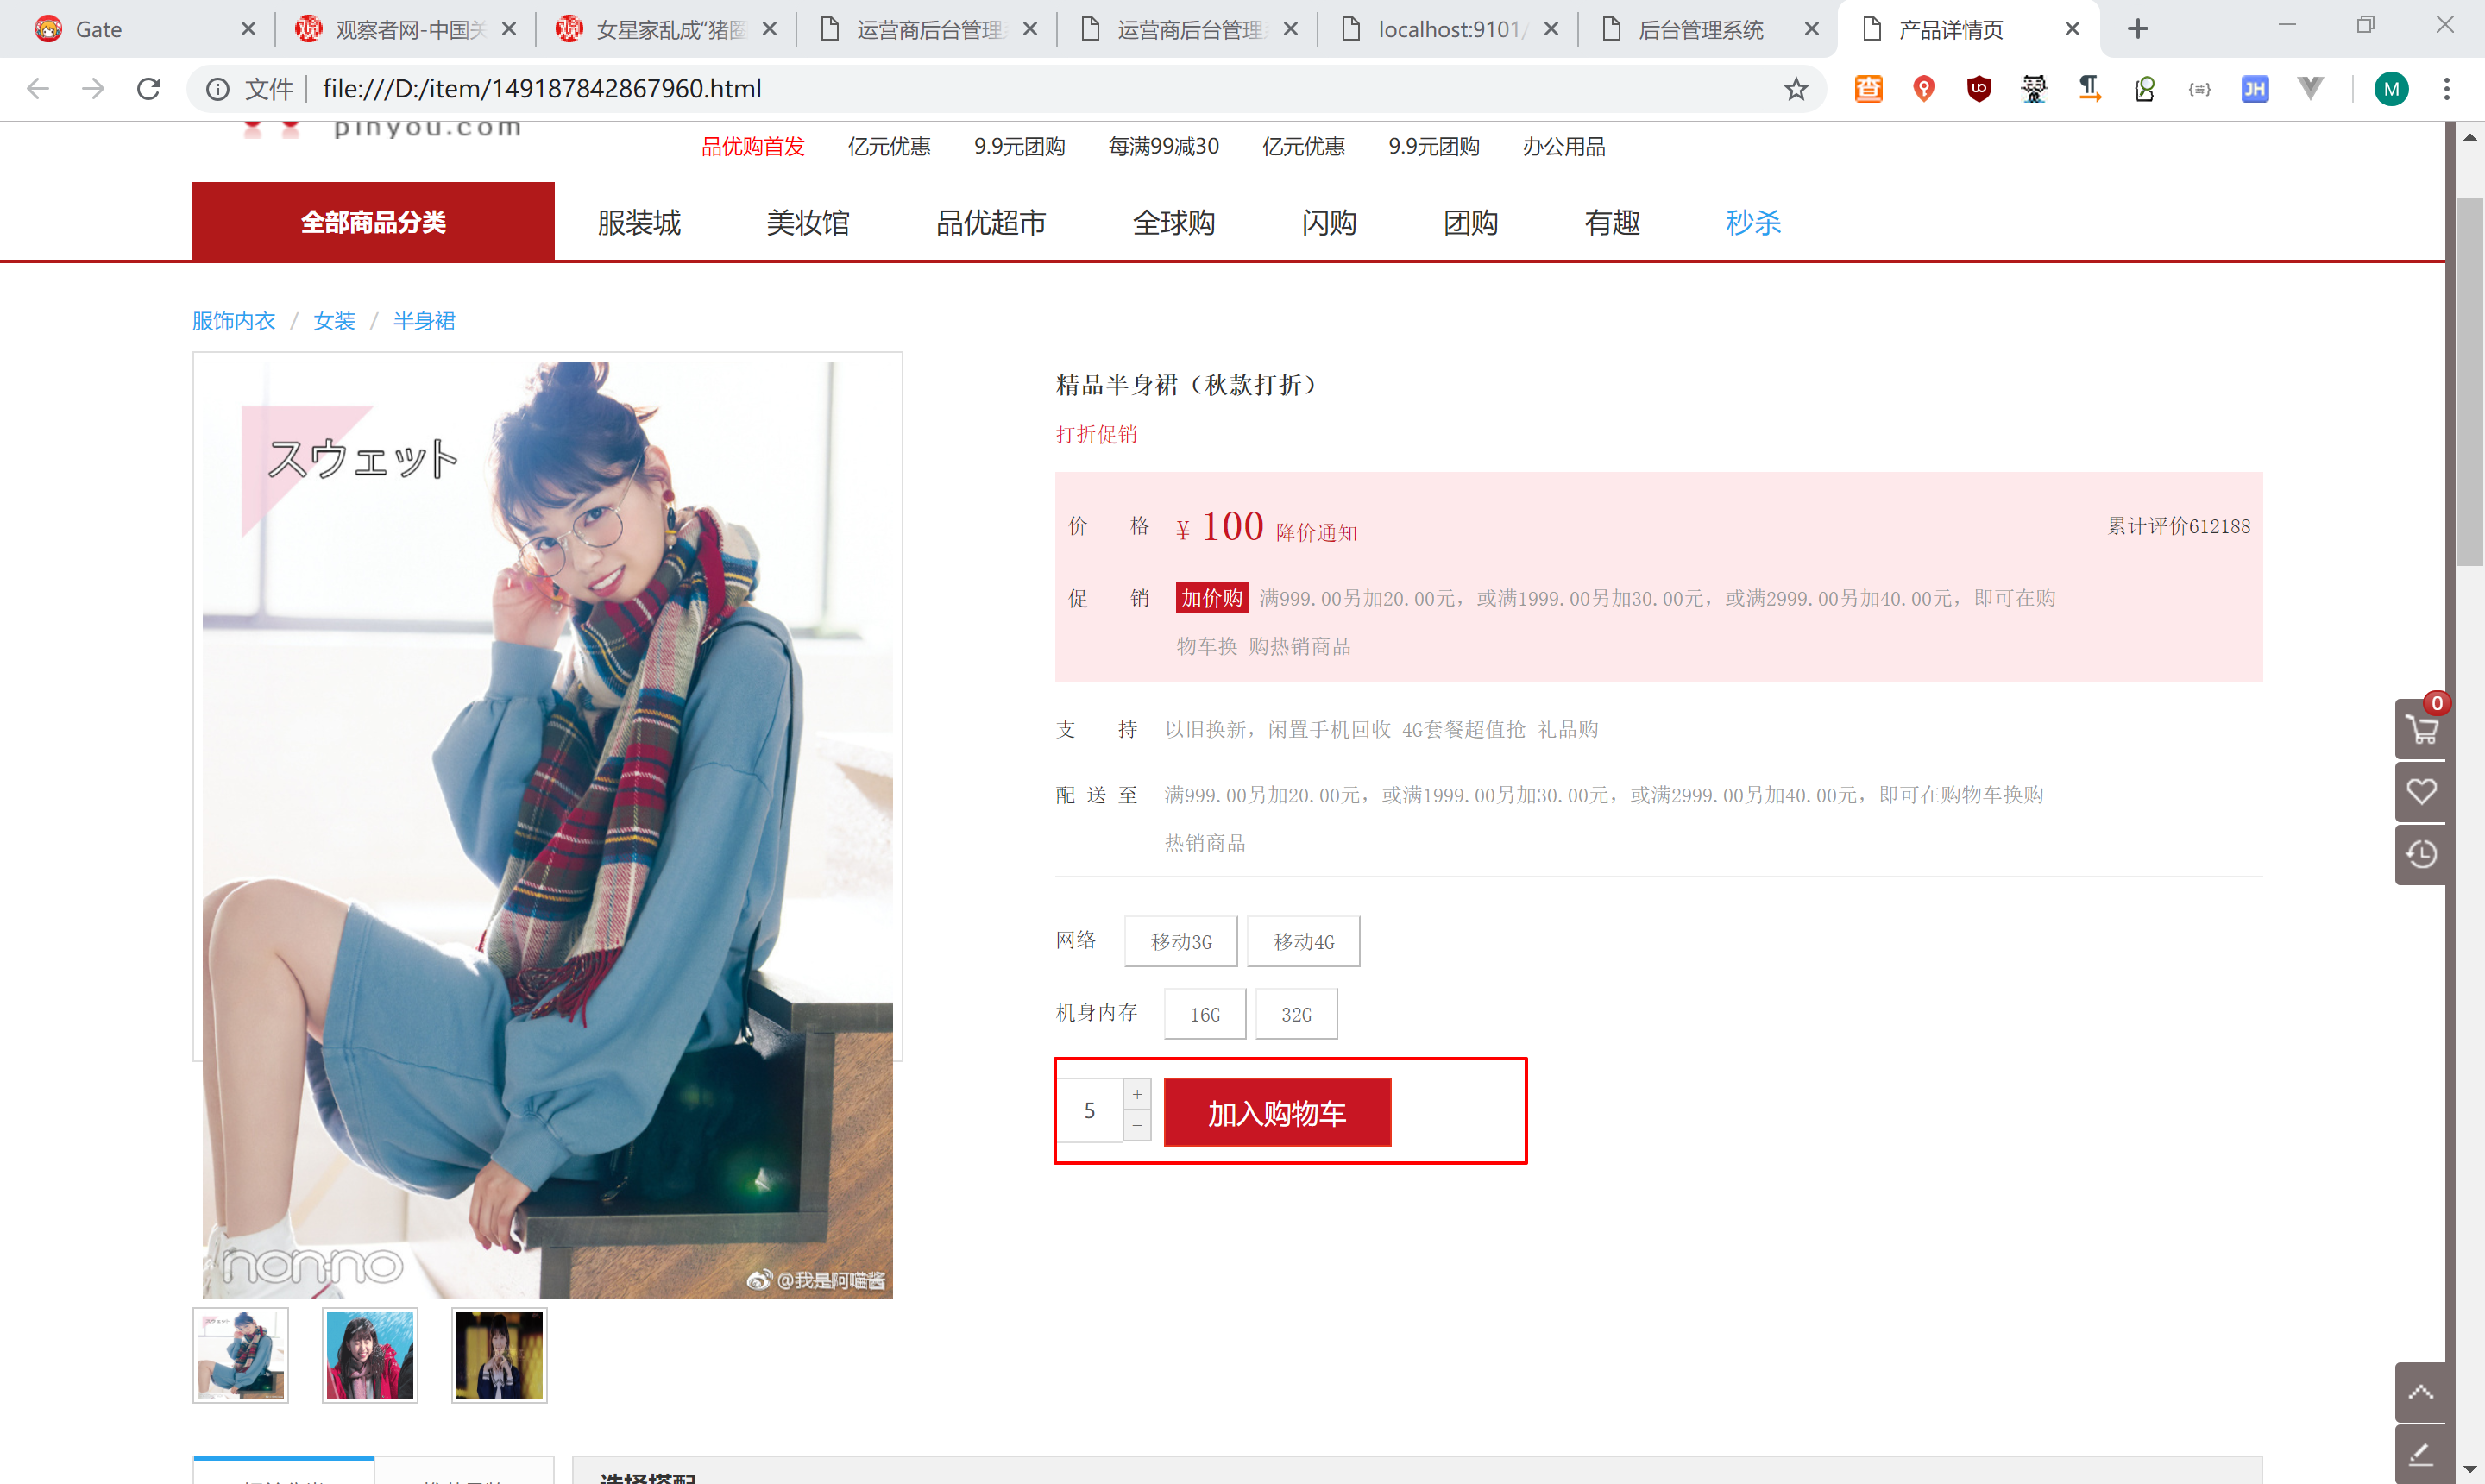 Gate
观察者网-中国关
女星家乱成“猪圈
运营商后台管理系
运营商后台管理系
localhost:9101/
后台管理系统
产品详情页
文件 file:///D:/item/149187842867960.html
M
pinyou.com
品优购首发 亿元优惠 9.9元团购 每满99减30 亿元优惠 9.9元团购 办公用品
全部商品分类 服装城 美妆馆 品优超市 全球购 闪购 团购 有趣 秒杀
服饰内衣 / 女装 / 半身裙
スウェット
non-no
@我是阿喵酱
精品半身裙（秋款打折）
打折促销
价 格 ¥ 100 降价通知 累计评价612188
促 销 加价购 满999.00另加20.00元，或满1999.00另加30.00元，或满2999.00另加40.00元，即可在购
物车换 购热销商品
支 持 以旧换新，闲置手机回收 4G套餐超值抢 礼品购
配 送 至 满999.00另加20.00元，或满1999.00另加30.00元，或满2999.00另加40.00元，即可在购物车换购
热销商品
网络 移动3G 移动4G
机身内存 16G 32G
5 + - 加入购物车
0
选择搭配